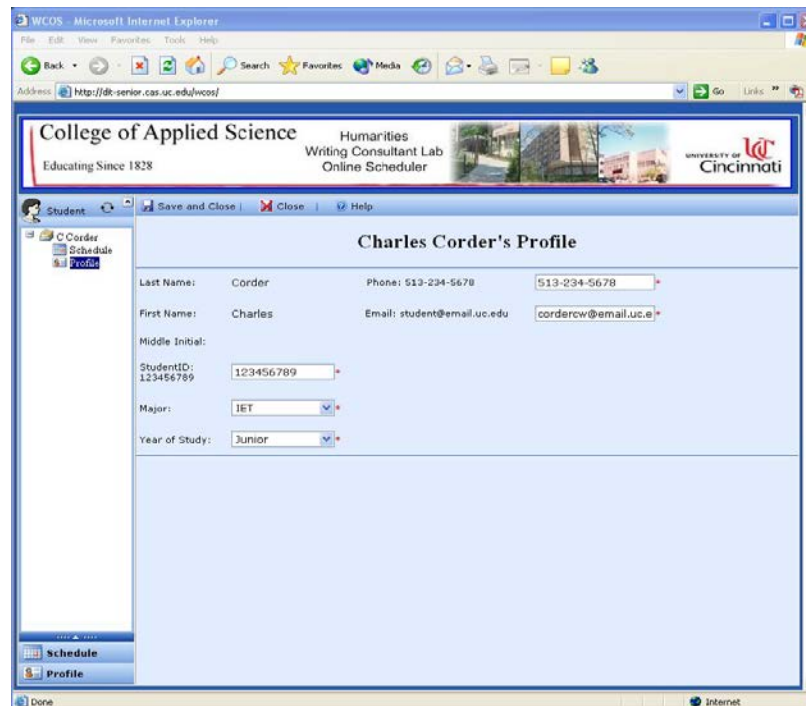 WCOS - Microsoft Internet Explorer
File Edit View Favorites Tools Help
Back Search Favorites Media
Address http://dit-senior.cas.uc.edu/wcos/ Go Links »
College of Applied Science
Educating Since 1828
Humanities
Writing Consultant Lab
Online Scheduler
UNIVERSITY OF
Cincinnati
Student
Save and Close | Close | Help
C Corder
Schedule
Profile
Charles Corder's Profile
Last Name: Corder Phone: 513-234-5678 513-234-5678 *
First Name: Charles Email: student@email.uc.edu cordercw@email.uc.e *
Middle Initial:
StudentID:
123456789 123456789 *
Major: IET *
Year of Study: Junior *
Schedule
Profile
Done Internet